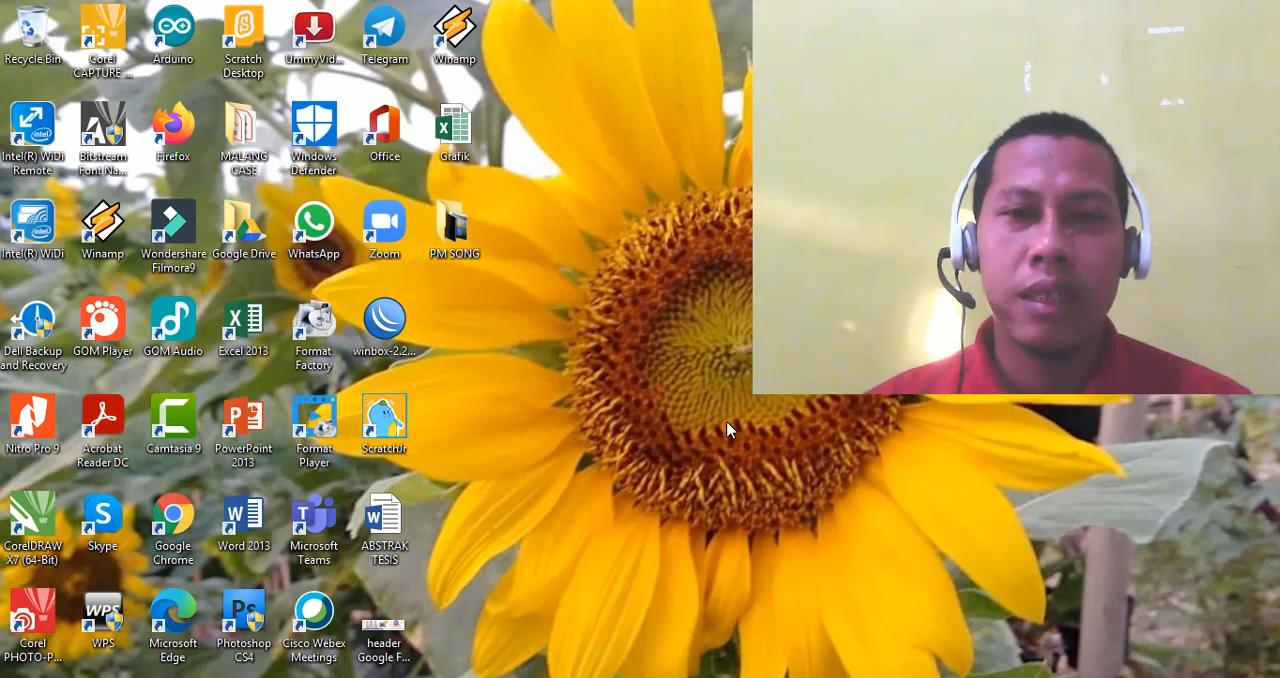 Recycle Bin
Corel
CAPTURE ...
Arduino
Scratch
Desktop
UmmyVid...
Telegram
Winamp
Intel(R) WiDi
Remote
Bitstream
Font Na...
Firefox
MALANG
CASE
Windows
Defender
Office
Grafik
Intel(R) WiDi
Winamp
Wondershare
Filmora9
Google Drive
WhatsApp
Zoom
PM SONG
Dell Backup
and Recovery
GOM Player
GOM Audio
Excel 2013
Format
Factory
winbox-2.2...
Nitro Pro 9
Acrobat
Reader DC
Camtasia 9
PowerPoint
2013
Format
Player
ScratchJr
CorelDRAW
X7 (64-Bit)
Skype
Google
Chrome
Word 2013
Microsoft
Teams
ABSTRAK
TESIS
Corel
PHOTO-P...
WPS
Microsoft
Edge
Photoshop
CS4
Cisco Webex
Meetings
header
Google F...